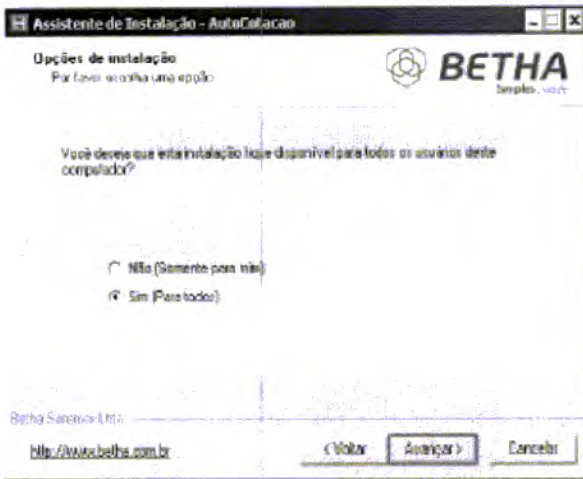 Assistente de Instalação - AutoCotacao
Opções de instalação
Por favor escolha uma opção
BETHA
Simples.
Você deseja que esta instalação fique disponível para todos os usuários deste
computador?
Não (Somente para mim)
Sim (Para todos)
Betha Sistemas Ltda
http://www.betha.com.br
< Voltar
Avançar >
Cancelar